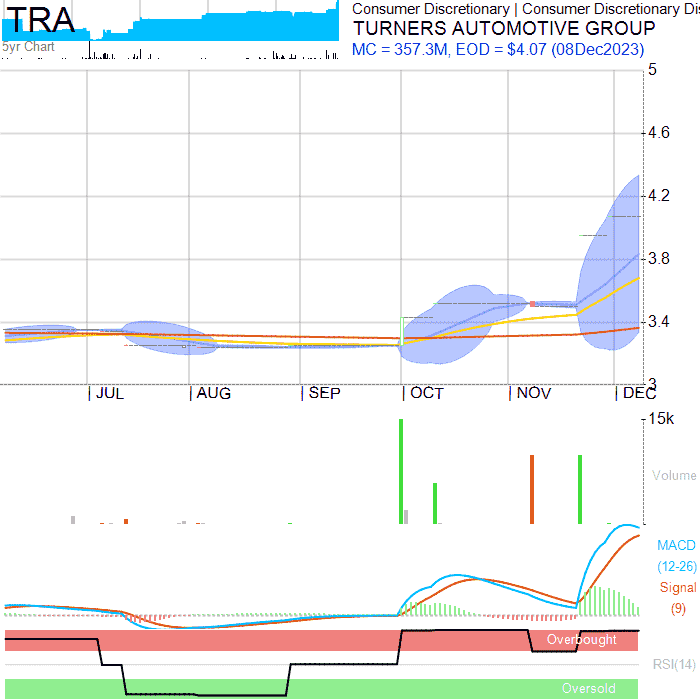 TRA
5yr Chart
Consumer Discretionary | Consumer Discretionary Dis
TURNERS AUTOMOTIVE GROUP
MC = 357.3M, EOD = $4.07 (08Dec2023)
5
4.6
4.2
3.8
3.4
3
JUL AUG SEP OCT NOV DEC
15k
Volume
MACD
(12-26)
Signal
(9)
Overbought
RSI(14)
Oversold